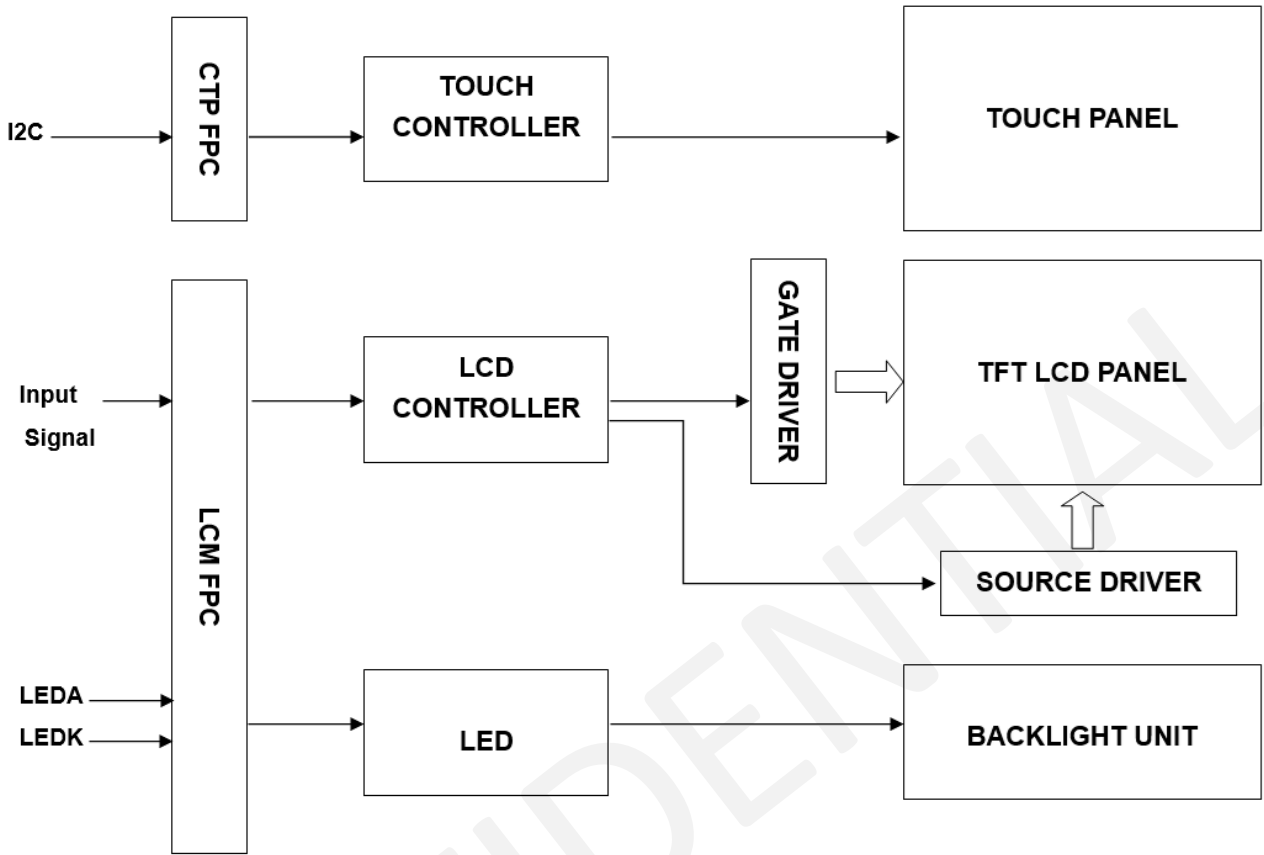 I2C
CTP FPC
TOUCH
CONTROLLER
TOUCH PANEL
Input
Signal
LCM FPC
LCD
CONTROLLER
GATE DRIVER
TFT LCD PANEL
SOURCE DRIVER
LEDA
LEDK
LED
BACKLIGHT UNIT